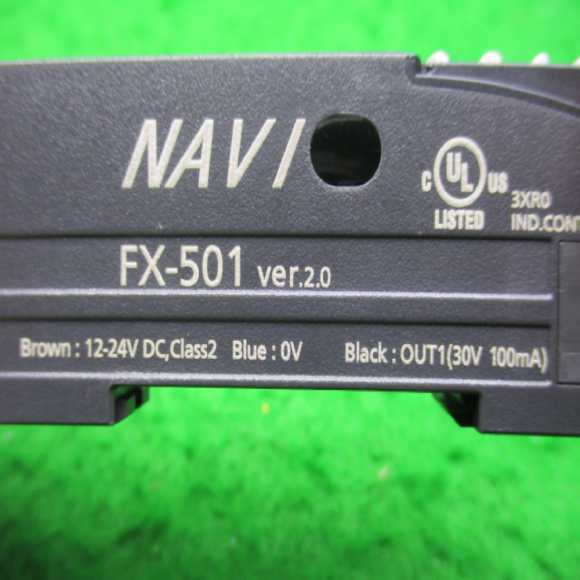 NAVI
C UL US
LISTED
3XR0
IND.CONT
FX-501 ver.2.0
Brown : 12-24V DC,Class2 Blue : 0V Black : OUT1(30V 100mA)